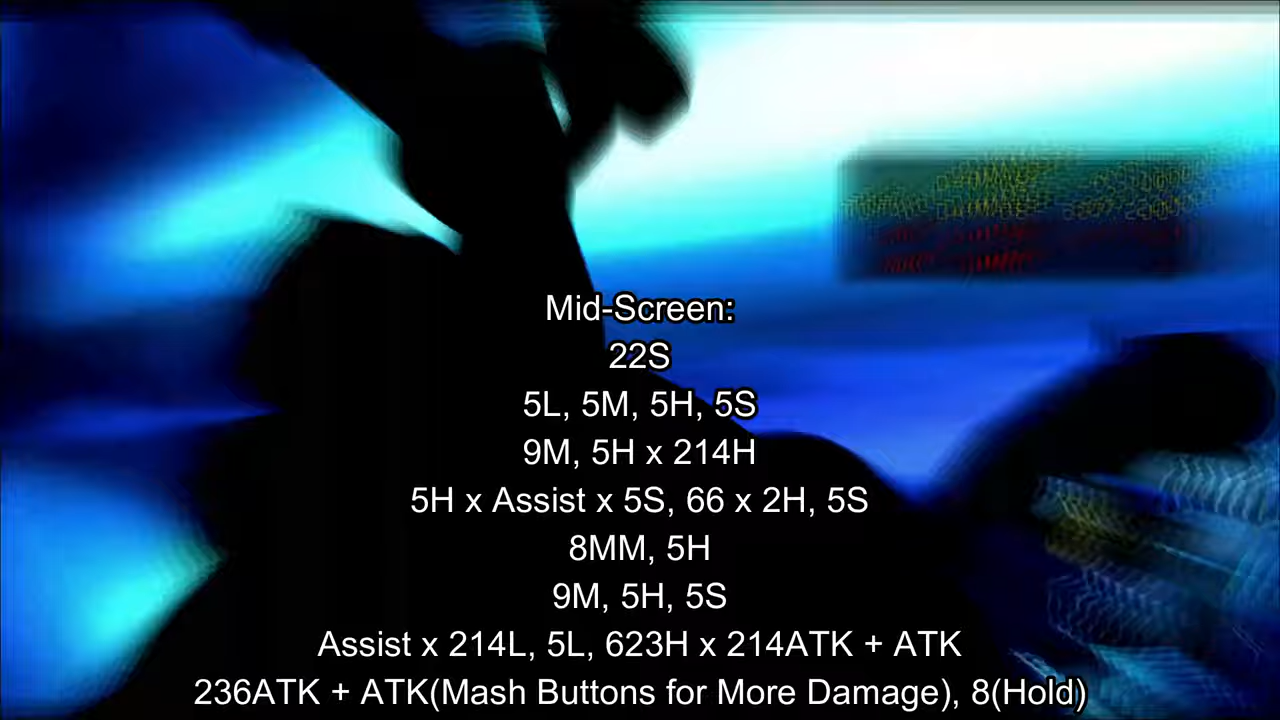 Mid-Screen:
22S
5L, 5M, 5H, 5S
9M, 5H x 214H
5H x Assist x 5S, 66 x 2H, 5S
8MM, 5H
9M, 5H, 5S
Assist x 214L, 5L, 623H x 214ATK + ATK
236ATK + ATK(Mash Buttons for More Damage), 8(Hold)